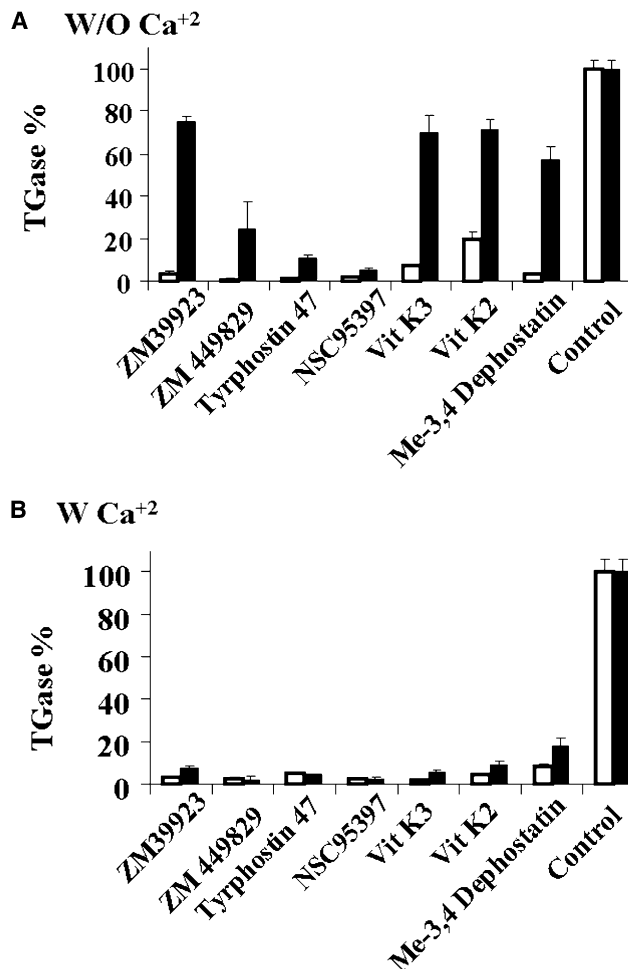 A W/O Ca+2
TGase %
100
80
60
40
20
0
ZM39923
ZM 449829
Tyrphostin 47
NSC95397
Vit K3
Vit K2
Me-3,4 Dephostatin
Control
B W Ca+2
TGase %
100
80
60
40
20
0
ZM39923
ZM 449829
Tyrphostin 47
NSC95397
Vit K3
Vit K2
Me-3,4 Dephostatin
Control